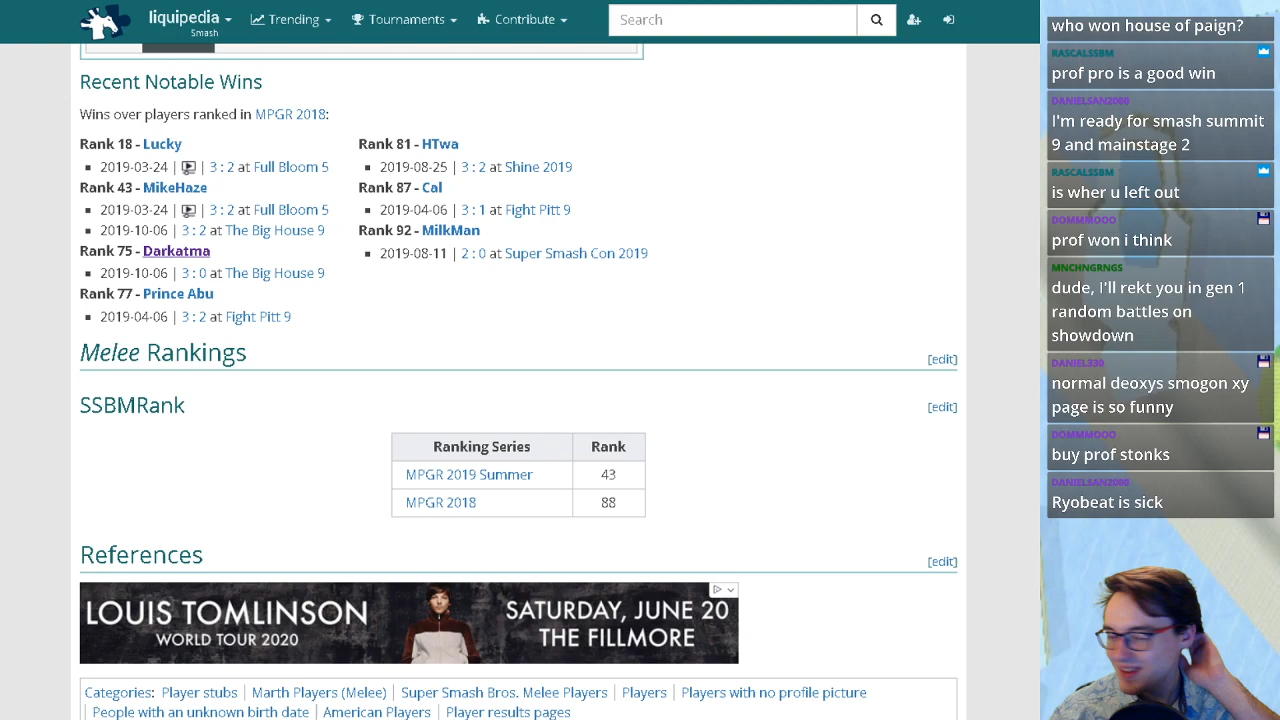 liquipedia
Smash
Trending
Tournaments
Contribute
Search
Recent Notable Wins
Wins over players ranked in MPGR 2018:
Rank 18 - Lucky
2019-03-24 | | 3 : 2 at Full Bloom 5
Rank 43 - MikeHaze
2019-03-24 | | 3 : 2 at Full Bloom 5
2019-10-06 | 3 : 2 at The Big House 9
Rank 75 - Darkatma
2019-10-06 | 3 : 0 at The Big House 9
Rank 77 - Prince Abu
2019-04-06 | 3 : 2 at Fight Pitt 9
Rank 81 - HTwa
2019-08-25 | 3 : 2 at Shine 2019
Rank 87 - Cal
2019-04-06 | 3 : 1 at Fight Pitt 9
Rank 92 - MilkMan
2019-08-11 | 2 : 0 at Super Smash Con 2019
Melee Rankings
[edit]
SSBMRank
[edit]
Ranking Series Rank
MPGR 2019 Summer 43
MPGR 2018 88
References
[edit]
LOUIS TOMLINSON
WORLD TOUR 2020
SATURDAY, JUNE 20
THE FILLMORE
Categories: Player stubs | Marth Players (Melee) | Super Smash Bros. Melee Players | Players | Players with no profile picture
People with an unknown birth date | American Players | Player results pages
who won house of paign?
RASCALSSBM
prof pro is a good win
DANIELSAN2000
I'm ready for smash summit
9 and mainstage 2
RASCALSSBM
is wher u left out
DOMMMOOO
prof won i think
MNCHNGRNGS
dude, I'll rekt you in gen 1
random battles on
showdown
DANIEL330
normal deoxys smogon xy
page is so funny
DOMMMOOO
buy prof stonks
DANIELSAN2000
Ryobeat is sick